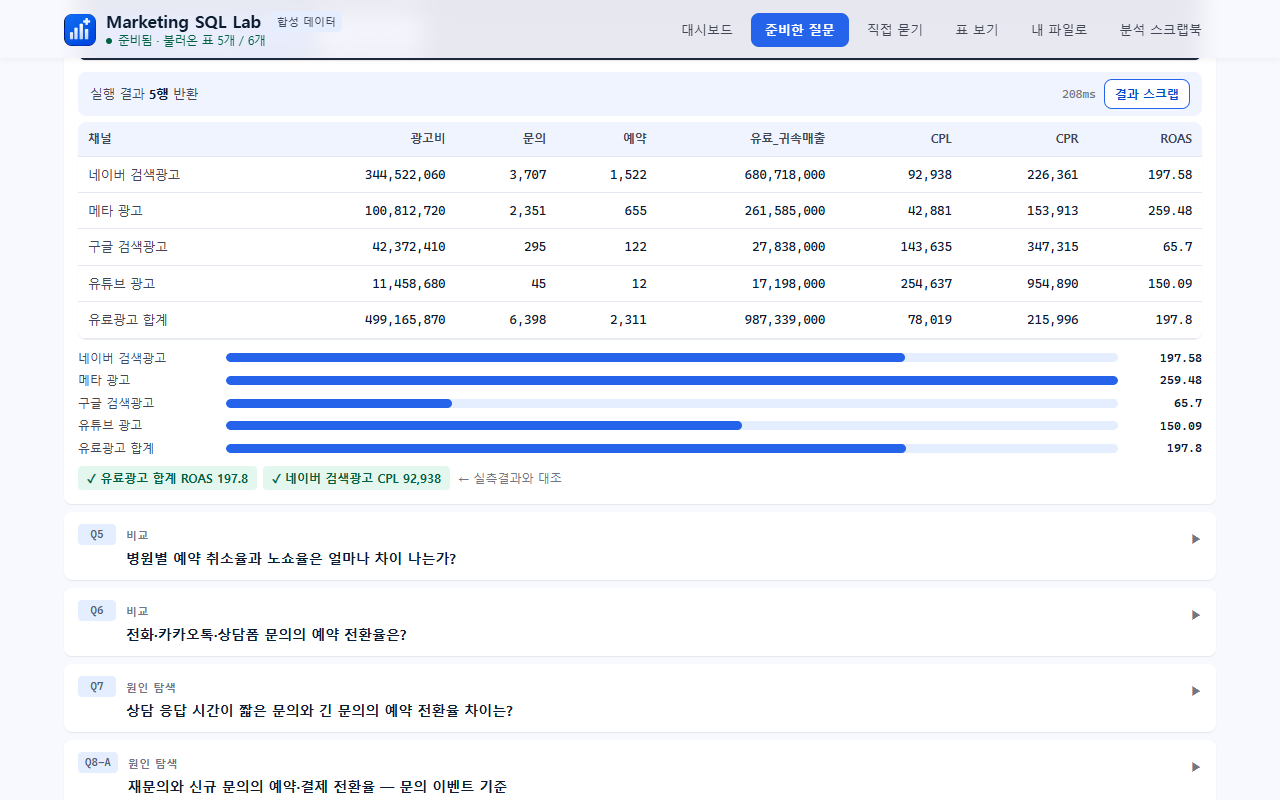 Marketing SQL Lab 합성 데이터
● 준비됨 · 불러온 표 5개 / 6개
대시보드 준비한 질문 직접 묻기 표 보기 내 파일로 분석 스크랩북
실행 결과 5행 반환 208ms 결과 스크랩
채널 광고비 문의 예약 유료_귀속매출 CPL CPR ROAS
네이버 검색광고 344,522,060 3,707 1,522 680,718,000 92,938 226,361 197.58
메타 광고 100,812,720 2,351 655 261,585,000 42,881 153,913 259.48
구글 검색광고 42,372,410 295 122 27,838,000 143,635 347,315 65.7
유튜브 광고 11,458,680 45 12 17,198,000 254,637 954,890 150.09
유료광고 합계 499,165,870 6,398 2,311 987,339,000 78,019 215,996 197.8
네이버 검색광고 197.58
메타 광고 259.48
구글 검색광고 65.7
유튜브 광고 150.09
유료광고 합계 197.8
✓ 유료광고 합계 ROAS 197.8 ✓ 네이버 검색광고 CPL 92,938 ← 실측결과와 대조
Q5 비교 ▶
병원별 예약 취소율과 노쇼율은 얼마나 차이 나는가?
Q6 비교 ▶
전화·카카오톡·상담폼 문의의 예약 전환율은?
Q7 원인 탐색 ▶
상담 응답 시간이 짧은 문의와 긴 문의의 예약 전환율 차이는?
Q8-A 원인 탐색 ▶
재문의와 신규 문의의 예약·결제 전환율 — 문의 이벤트 기준